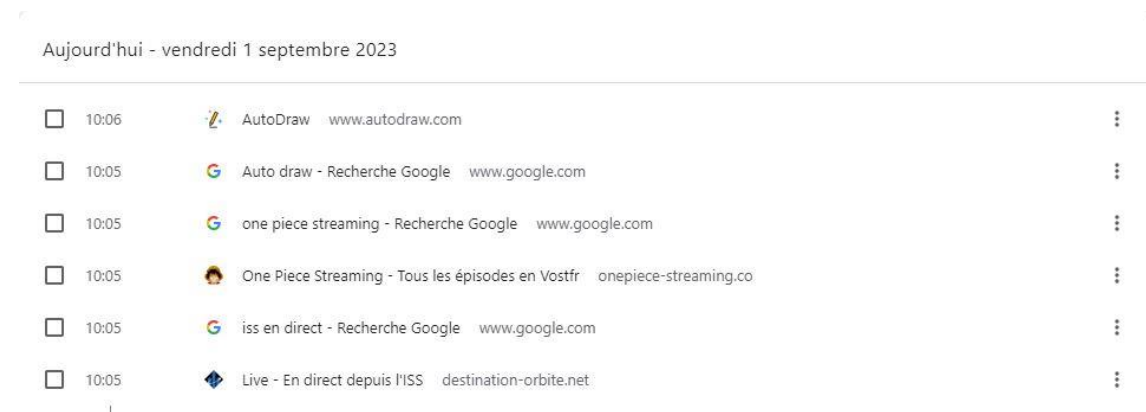 Aujourd'hui - vendredi 1 septembre 2023
10:06 AutoDraw www.autodraw.com
10:05 Auto draw - Recherche Google www.google.com
10:05 one piece streaming - Recherche Google www.google.com
10:05 One Piece Streaming - Tous les épisodes en Vostfr onepiece-streaming.co
10:05 iss en direct - Recherche Google www.google.com
10:05 Live - En direct depuis l'ISS destination-orbite.net